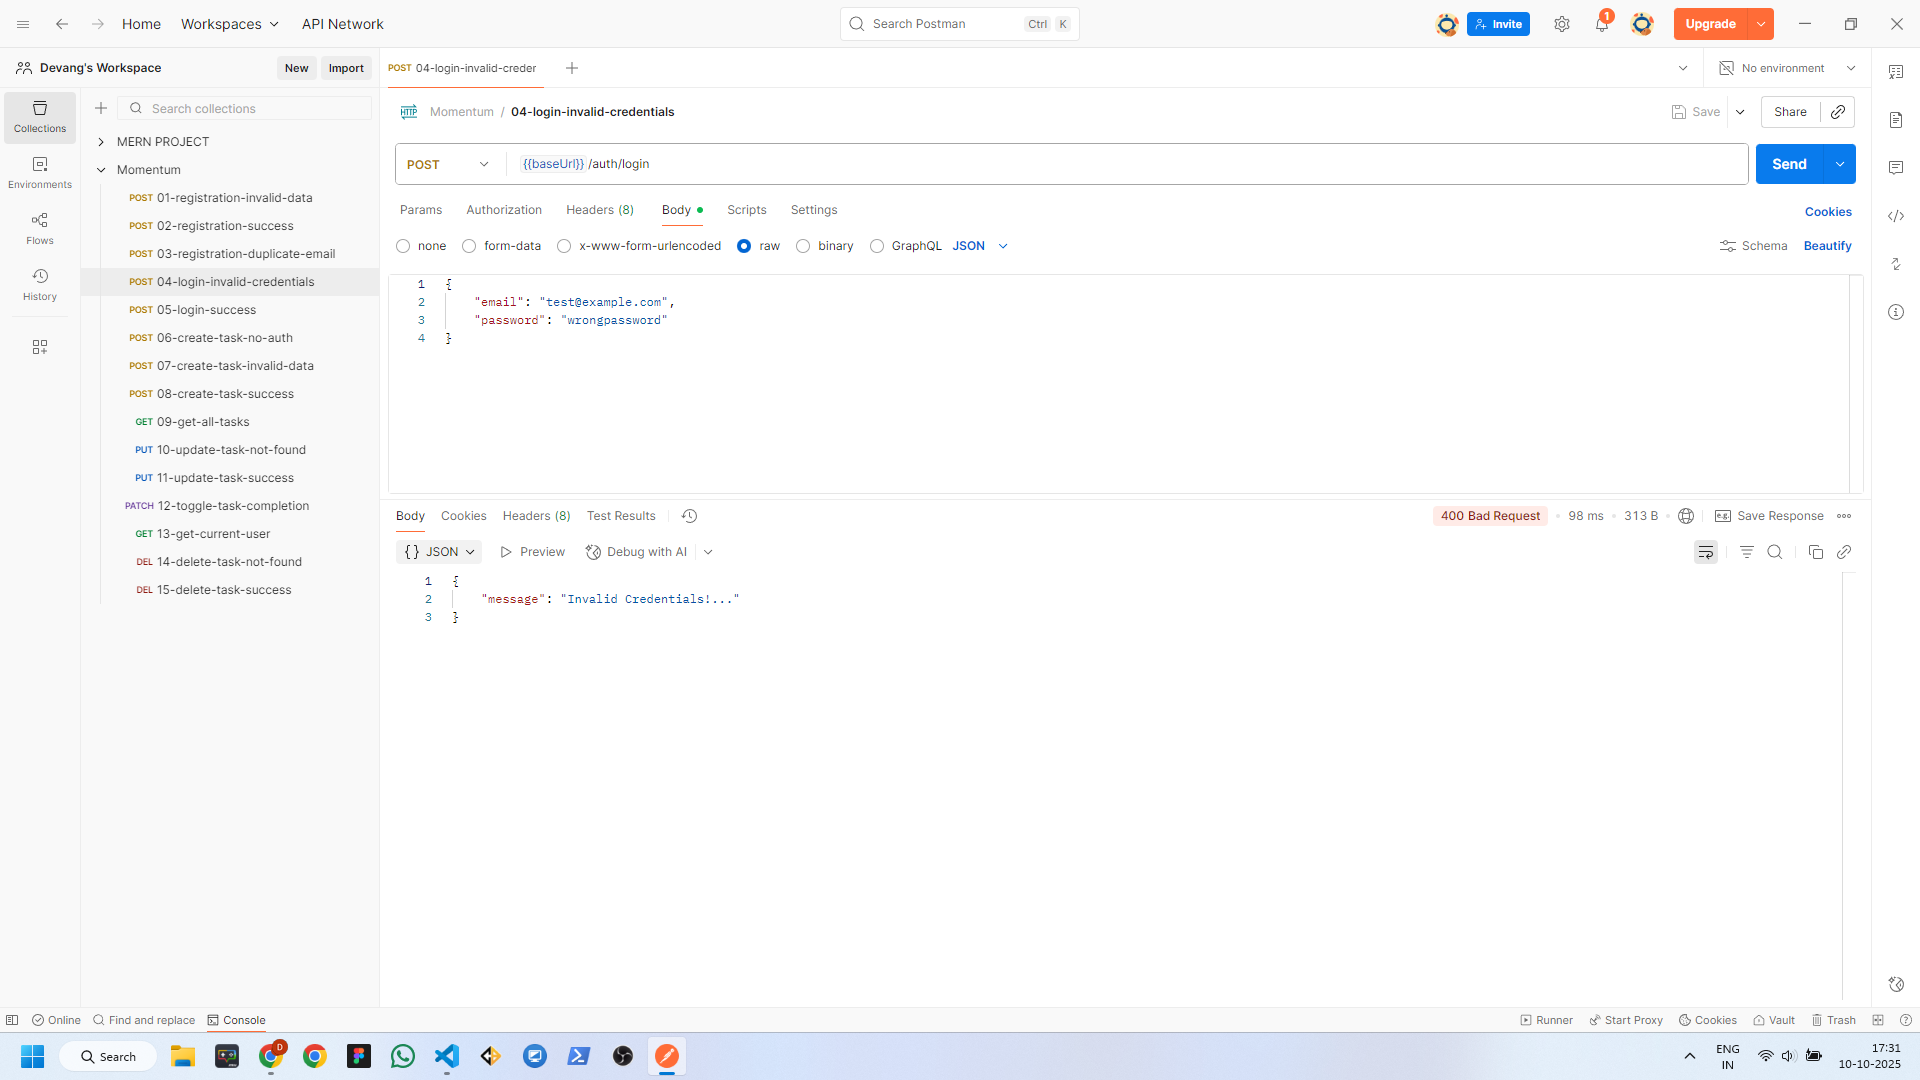 Home
Workspaces
API Network
Search Postman
Ctrl K
Invite
1
Upgrade
Devang's Workspace
New
Import
POST 04-login-invalid-creder
No environment
Collections
Environments
Flows
History
Search collections
MERN PROJECT
Momentum
POST 01-registration-invalid-data
POST 02-registration-success
POST 03-registration-duplicate-email
POST 04-login-invalid-credentials
POST 05-login-success
POST 06-create-task-no-auth
POST 07-create-task-invalid-data
POST 08-create-task-success
GET 09-get-all-tasks
PUT 10-update-task-not-found
PUT 11-update-task-success
PATCH 12-toggle-task-completion
GET 13-get-current-user
DEL 14-delete-task-not-found
DEL 15-delete-task-success
HTTP Momentum / 04-login-invalid-credentials
Save
Share
POST
{{baseUrl}} /auth/login
Send
Params Authorization Headers (8) Body Scripts Settings
Cookies
none form-data x-www-form-urlencoded raw binary GraphQL JSON
Schema Beautify
1 {
2 "email": "test@example.com",
3 "password": "wrongpassword"
4 }
Body Cookies Headers (8) Test Results
400 Bad Request • 98 ms • 313 B
e.g. Save Response
{} JSON Preview Debug with AI
1 {
2 "message": "Invalid Credentials!..."
3 }
Online Find and replace Console
Runner Start Proxy Cookies Vault Trash
Search
D
ENG
IN
17:31
10-10-2025